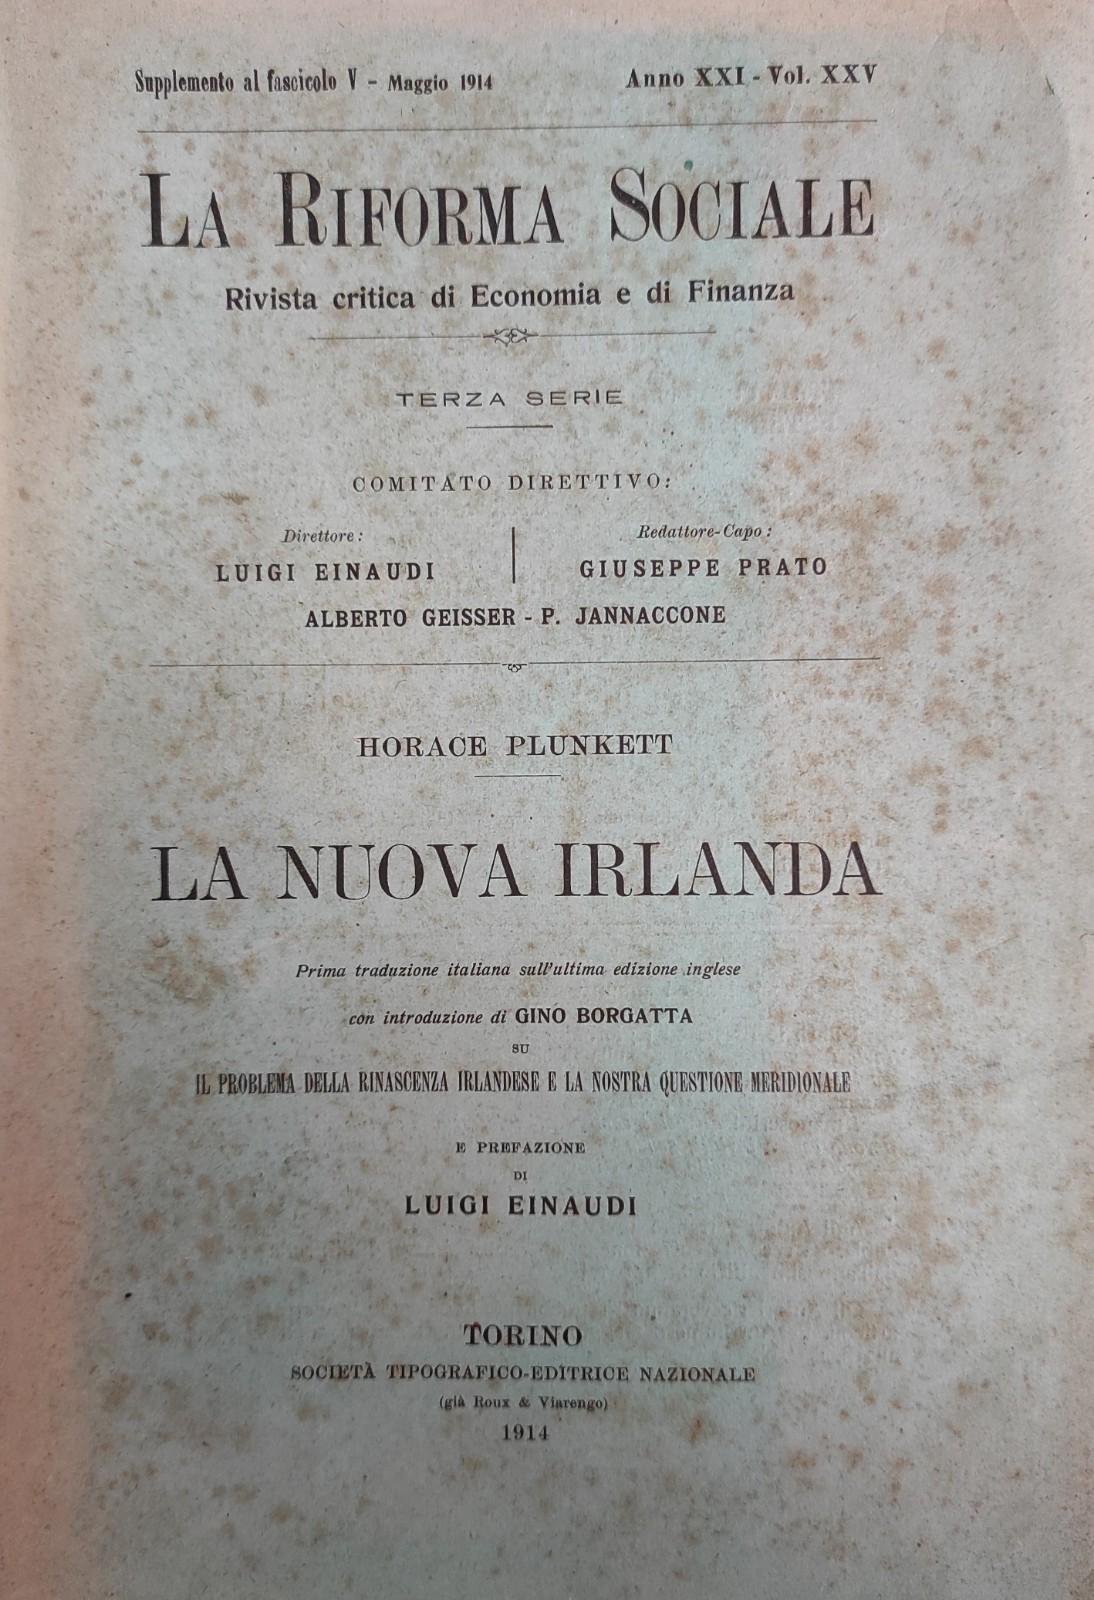 Supplemento al fascicolo V - Maggio 1914
Anno XXI - Vol. XXV
LA RIFORMA SOCIALE
Rivista critica di Economia e di Finanza
TERZA SERIE
COMITATO DIRETTIVO:
Direttore:
LUIGI EINAUDI
Redattore-Capo:
GIUSEPPE PRATO
ALBERTO GEISSER - P. JANNACCONE
HORACE PLUNKETT
LA NUOVA IRLANDA
Prima traduzione italiana sull'ultima edizione inglese
con introduzione di GINO BORGATTA
SU
IL PROBLEMA DELLA RINASCENZA IRLANDESE E LA NOSTRA QUESTIONE MERIDIONALE
E PREFAZIONE
DI
LUIGI EINAUDI
TORINO
SOCIETÀ TIPOGRAFICO-EDITRICE NAZIONALE
(già Roux & Viarengo)
1914